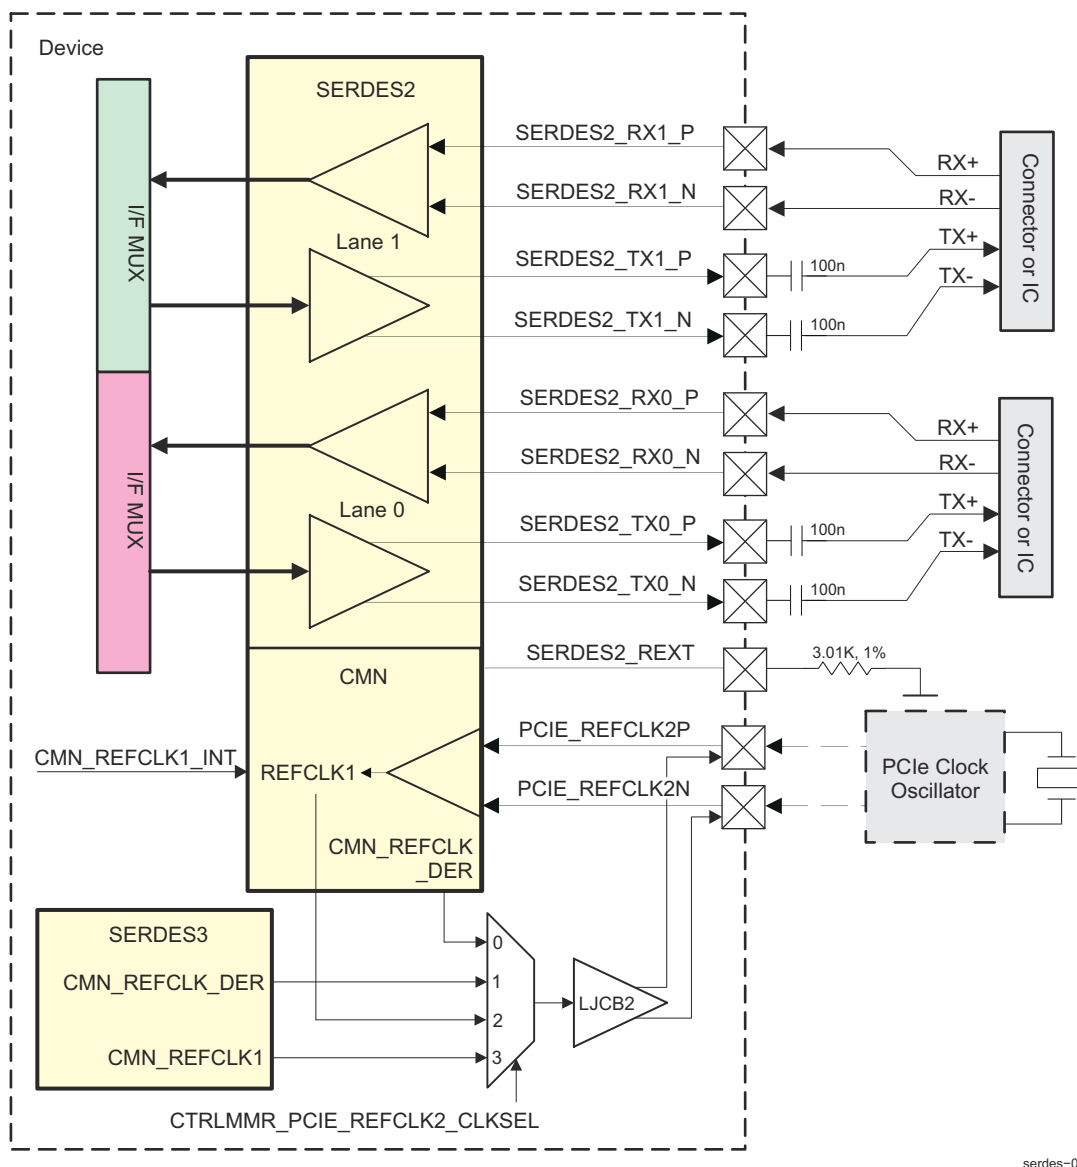 Device
SERDES2
SERDES2_RX1_P
RX+
SERDES2_RX1_N
RX-
Connector or IC
I/F MUX
Lane 1
SERDES2_TX1_P
TX+
100n
TX-
SERDES2_TX1_N
100n
SERDES2_RX0_P
RX+
SERDES2_RX0_N
RX-
Connector or IC
I/F MUX
Lane 0
SERDES2_TX0_P
TX+
100n
TX-
SERDES2_TX0_N
100n
SERDES2_REXT
3.01K, 1%
CMN
PCIE_REFCLK2P
CMN_REFCLK1_INT
REFCLK1
PCIe Clock
Oscillator
PCIE_REFCLK2N
CMN_REFCLK
_DER
SERDES3
0
CMN_REFCLK_DER
1
LJCB2
2
CMN_REFCLK1
3
CTRLMMR_PCIE_REFCLK2_CLKSEL
serdes-0